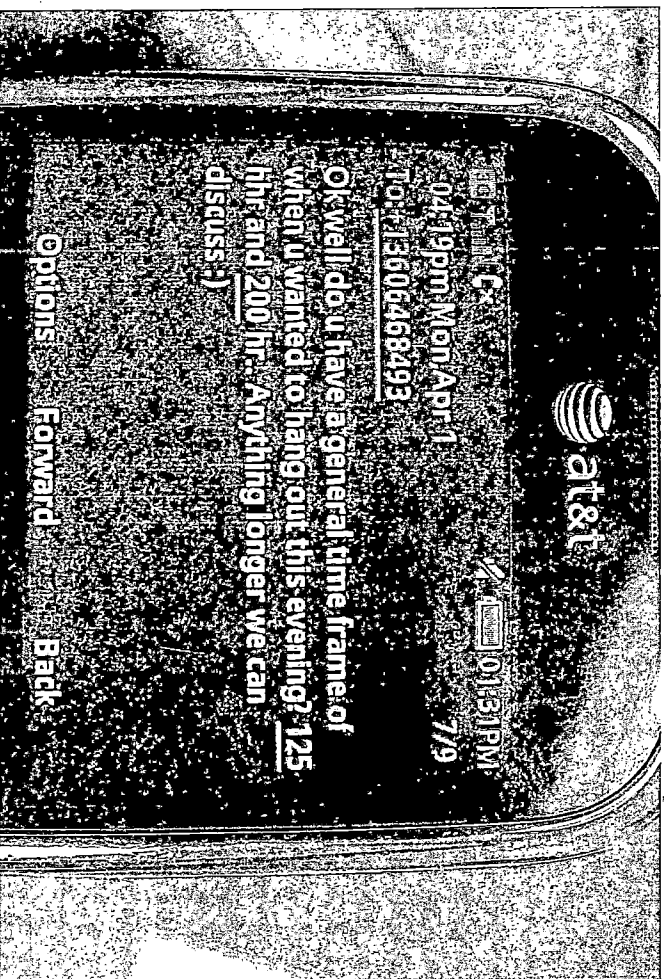 at&t
01:31PM
04:19pm Mon Apr 1
7/9
To:+13606468493
Ok well do u have a general time frame of
when u wanted to hang out this evening? 125
hhr and 200 hr.. Anything longer we can
discuss :)
Options Forward Back